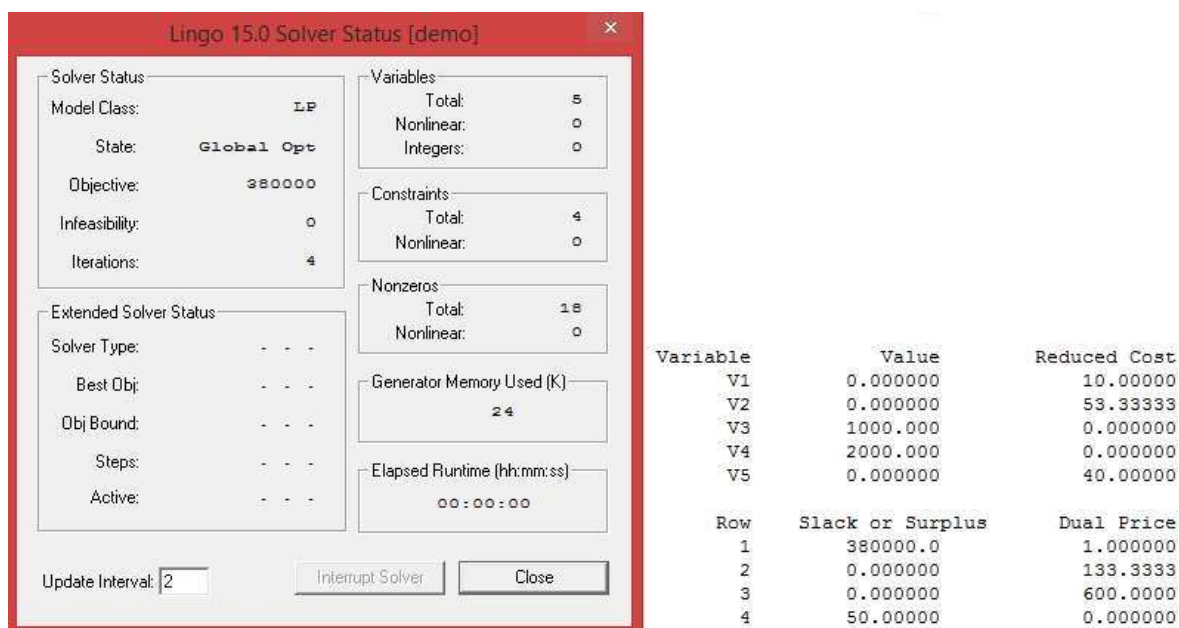 Lingo 15.0 Solver Status [demo]
Solver Status
Model Class: LP
State: Global Opt
Objective: 380000
Infeasibility: 0
Iterations: 4
Extended Solver Status
Solver Type: - - -
Best Obj: - - -
Obj Bound: - - -
Steps: - - -
Active: - - -
Variables
Total: 5
Nonlinear: 0
Integers: 0
Constraints
Total: 4
Nonlinear: 0
Nonzeros
Total: 18
Nonlinear: 0
Generator Memory Used (K)
24
Elapsed Runtime (hh:mm:ss)
00:00:00
Update Interval: 2
Interrupt Solver
Close
Variable Value Reduced Cost
V1 0.000000 10.00000
V2 0.000000 53.33333
V3 1000.000 0.000000
V4 2000.000 0.000000
V5 0.000000 40.00000
Row Slack or Surplus Dual Price
1 380000.0 1.000000
2 0.000000 133.3333
3 0.000000 600.0000
4 50.00000 0.000000